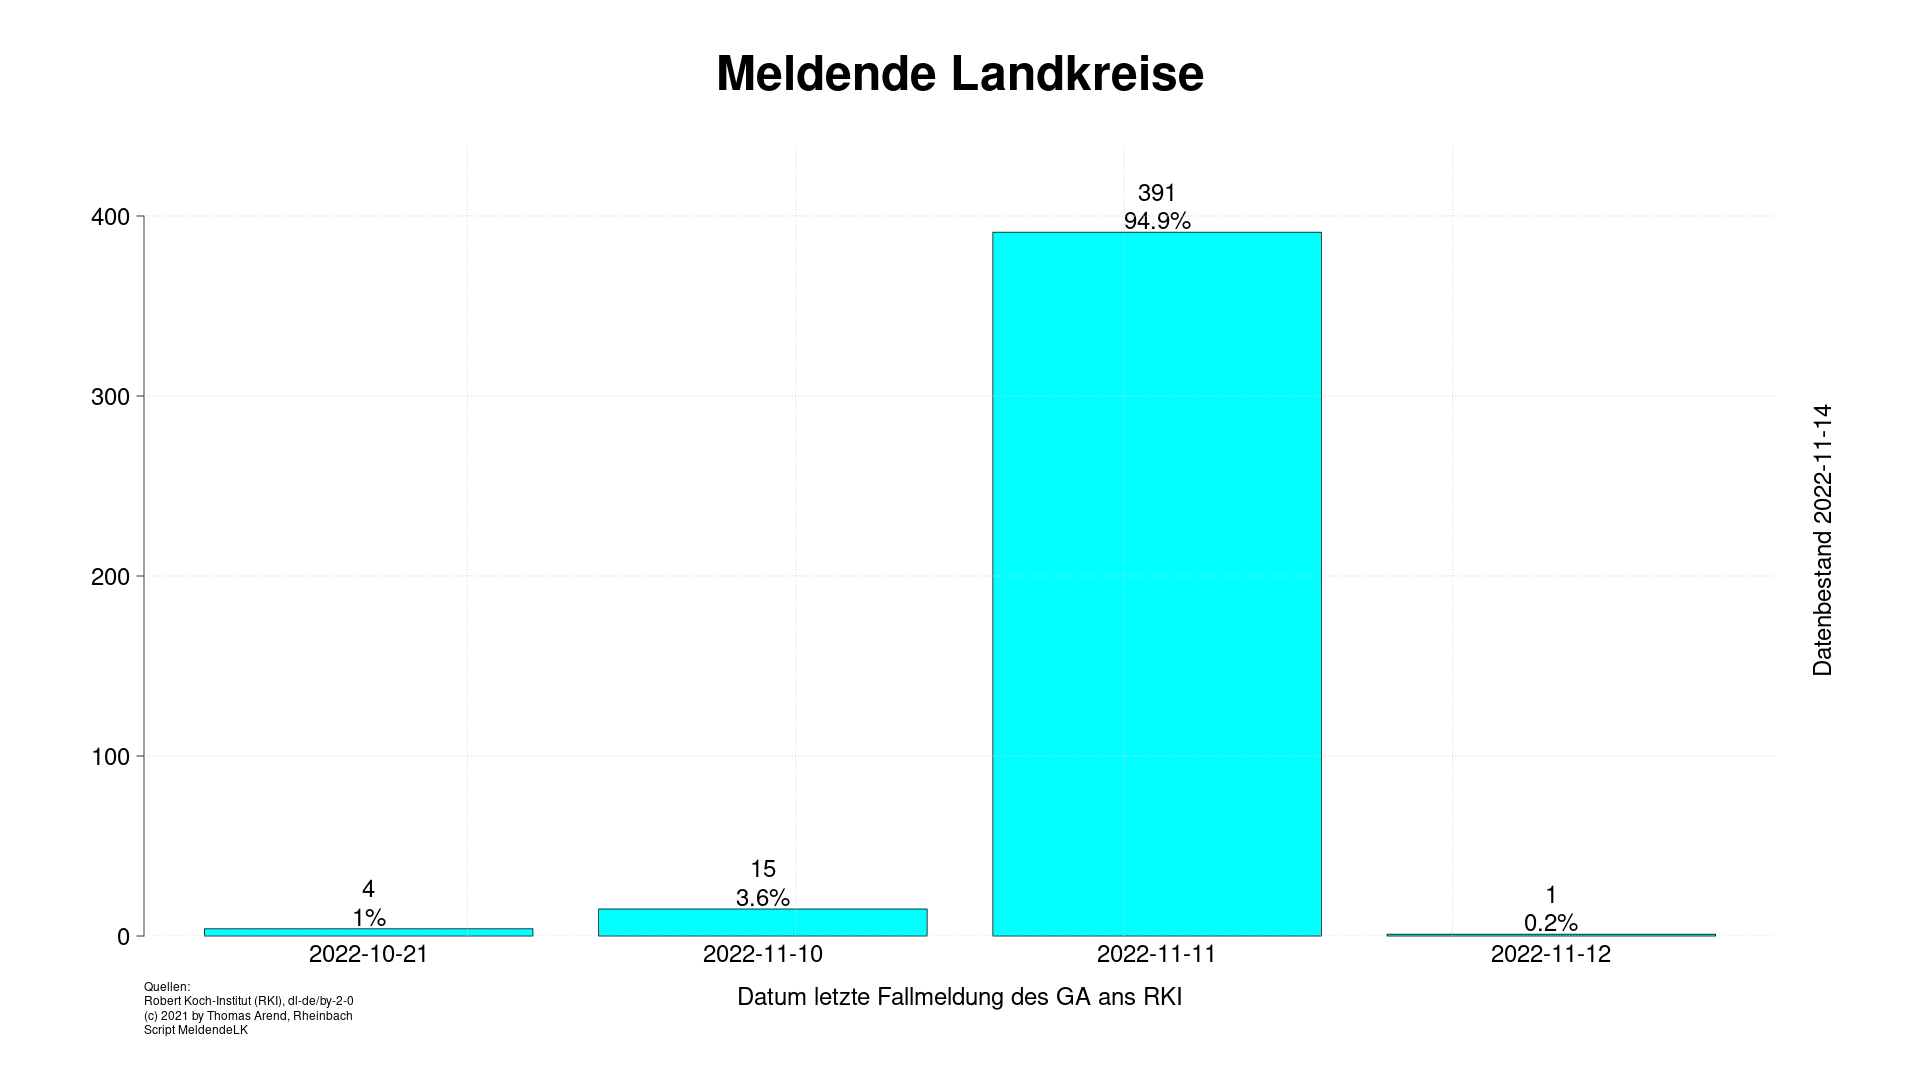 Meldende Landkreise
400
300
200
100
0
4
1%
15
3.6%
391
94.9%
1
0.2%
2022-10-21
2022-11-10
2022-11-11
2022-11-12
Datum letzte Fallmeldung des GA ans RKI
Datenbestand 2022-11-14
Quellen:
Robert Koch-Institut (RKI), dl-de/by-2-0
(c) 2021 by Thomas Arend, Rheinbach
Script MeldendeLK